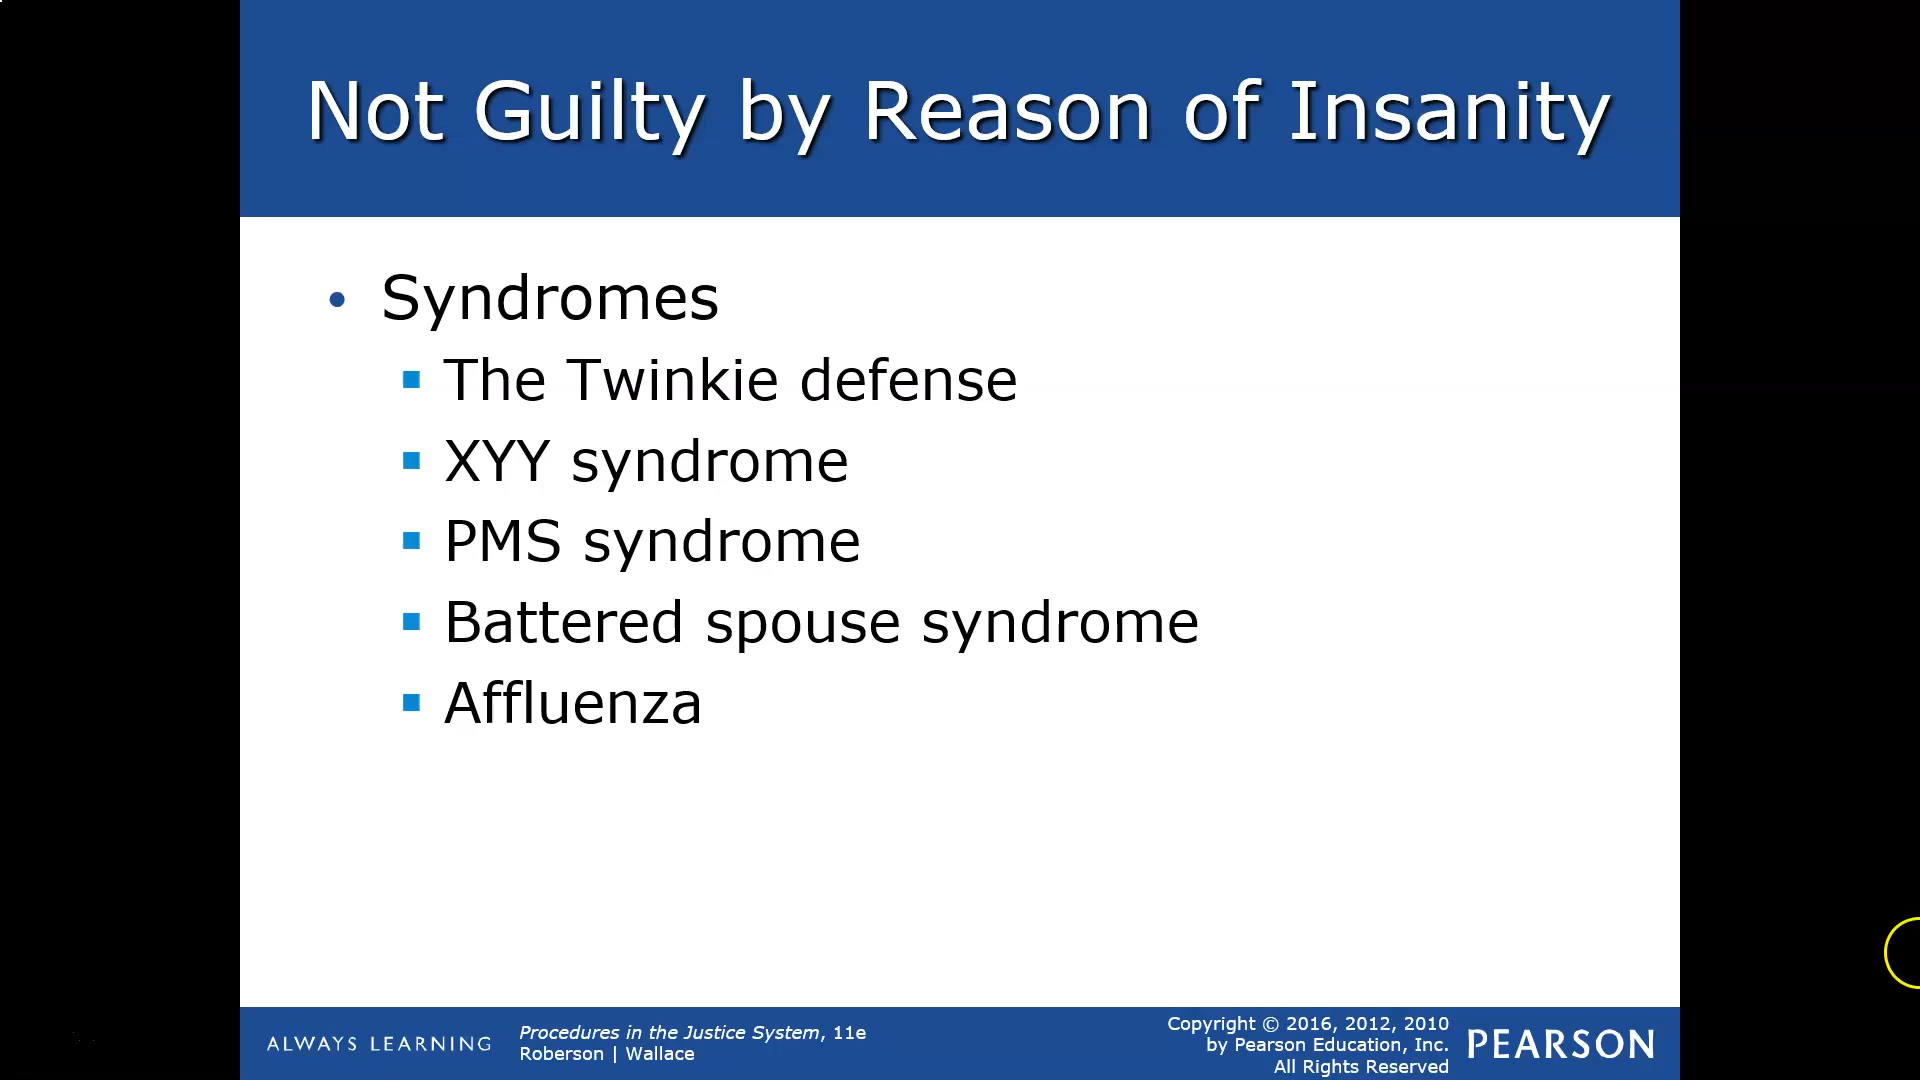 Not Guilty by Reason of Insanity
• Syndromes
▪ The Twinkie defense
▪ XYY syndrome
▪ PMS syndrome
▪ Battered spouse syndrome
▪ Affluenza
ALWAYS LEARNING
Procedures in the Justice System, 11e
Roberson | Wallace
Copyright © 2016, 2012, 2010
by Pearson Education, Inc.
All Rights Reserved
PEARSON